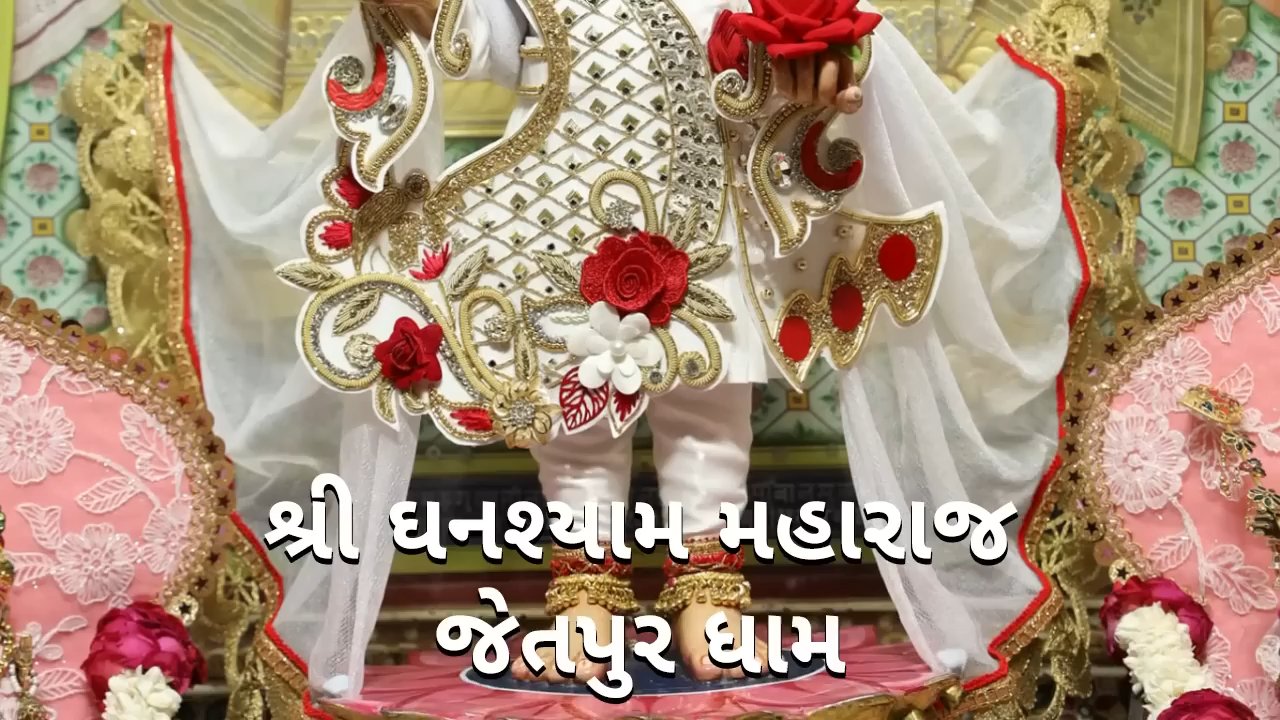 શ્રી ઘનશ્યામ મહારાજ
જેતપુર ધામ